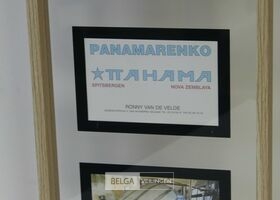 PANAMARENKO
☆ПАНАМА
SPITSBERGEN NOVA ZEMBLAYA
RONNY VAN DE VELDE
BELGA